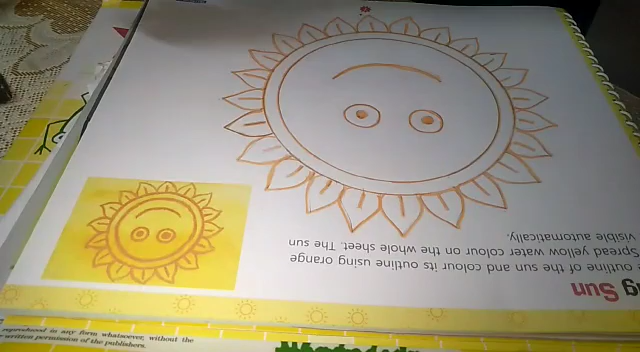 ng Sun
outline of the sun and colour its outline using orange
Spread yellow water colour on the whole sheet. The sun
visible automatically.
reproduced in any form whatsoever, without the
written permission of the publishers.